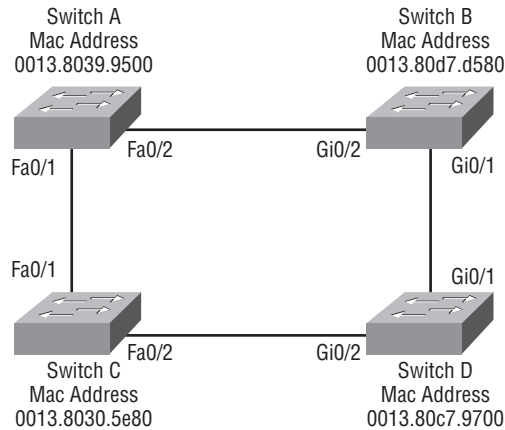 Switch A
Mac Address
0013.8039.9500
Switch B
Mac Address
0013.80d7.d580
Fa0/2
Gi0/2
Fa0/1
Gi0/1
Fa0/1
Gi0/1
Fa0/2
Gi0/2
Switch C
Mac Address
0013.8030.5e80
Switch D
Mac Address
0013.80c7.9700